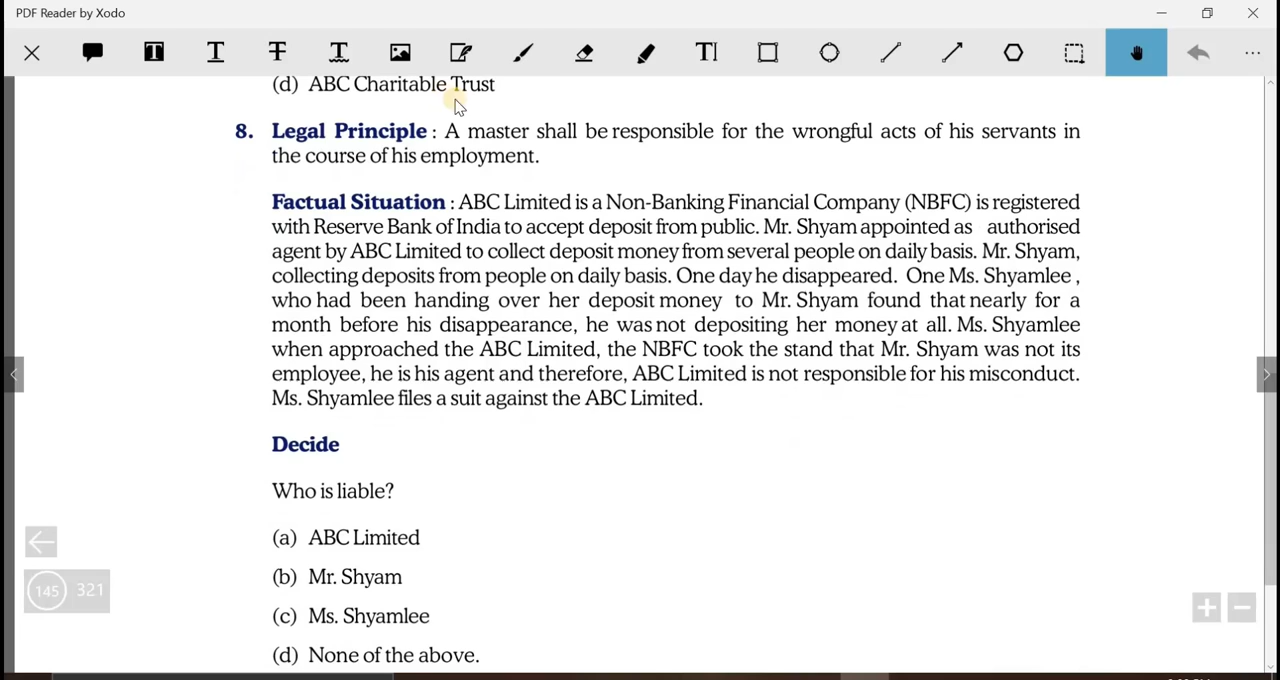 PDF Reader by Xodo
(d) ABC Charitable Trust
8. Legal Principle : A master shall be responsible for the wrongful acts of his servants in
the course of his employment.
Factual Situation : ABC Limited is a Non-Banking Financial Company (NBFC) is registered
with Reserve Bank of India to accept deposit from public. Mr. Shyam appointed as authorised
agent by ABC Limited to collect deposit money from several people on daily basis. Mr. Shyam,
collecting deposits from people on daily basis. One day he disappeared. One Ms. Shyamlee ,
who had been handing over her deposit money to Mr. Shyam found that nearly for a
month before his disappearance, he was not depositing her money at all. Ms. Shyamlee
when approached the ABC Limited, the NBFC took the stand that Mr. Shyam was not its
employee, he is his agent and therefore, ABC Limited is not responsible for his misconduct.
Ms. Shyamlee files a suit against the ABC Limited.
Decide
Who is liable?
(a) ABC Limited
(b) Mr. Shyam
(c) Ms. Shyamlee
(d) None of the above.
145 321